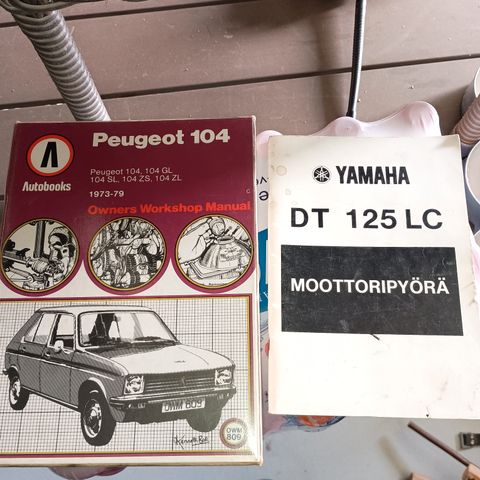 Peugeot 104
Autobooks
Peugeot 104, 104 GL
104 SL, 104 ZS, 104 ZL
1973-79
Owners Workshop Manual
OWM 809
OWM
809
YAMAHA
DT 125 LC
MOOTTORIPYÖRÄ